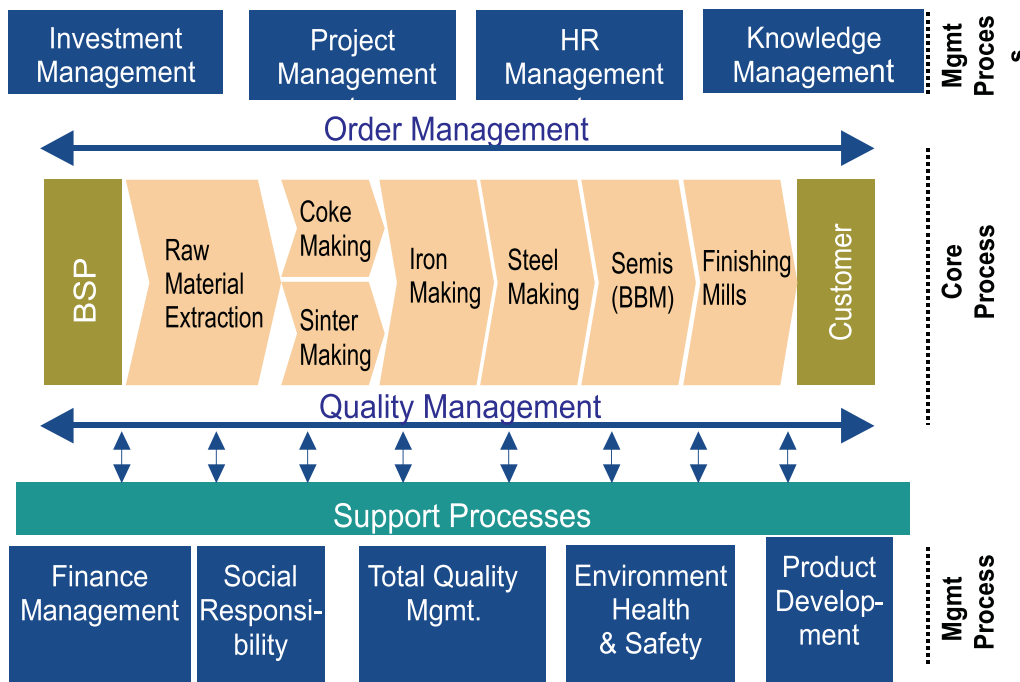 Investment
Management
Project
Management
HR
Management
Knowledge
Management
Mgmt
Proces
s
Order Management
BSP
Raw
Material
Extraction
Coke
Making
Sinter
Making
Iron
Making
Steel
Making
Semis
(BBM)
Finishing
Mills
Customer
Core
Process
Quality Management
Support Processes
Finance
Management
Social
Responsi-
bility
Total Quality
Mgmt.
Environment
Health
& Safety
Product
Develop-
ment
Mgmt
Process